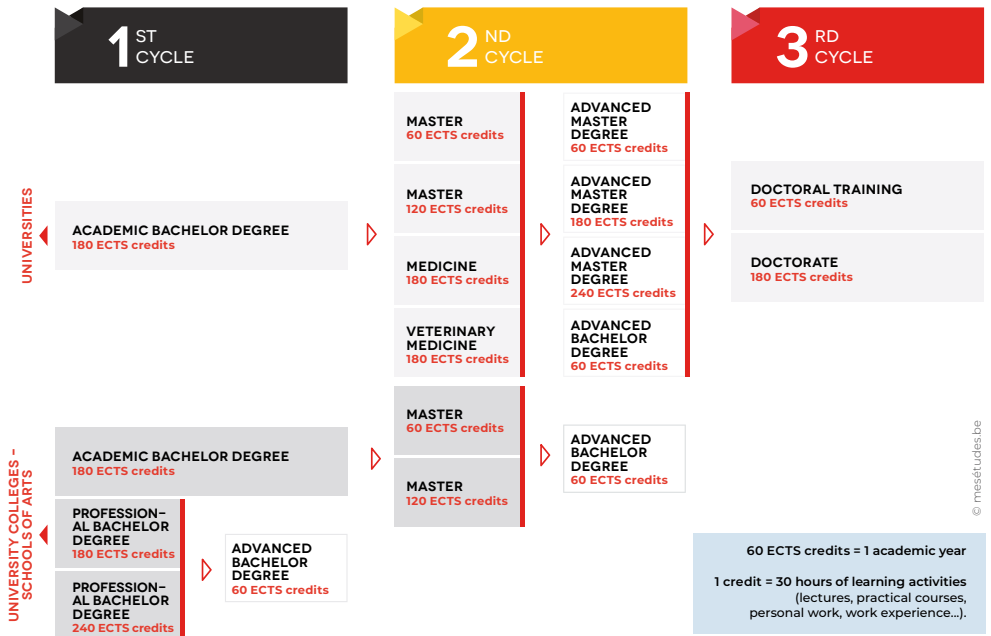 1 ST
CYCLE
2 ND
CYCLE
3 RD
CYCLE
UNIVERSITIES
ACADEMIC BACHELOR DEGREE
180 ECTS credits
MASTER
60 ECTS credits
MASTER
120 ECTS credits
MEDICINE
180 ECTS credits
VETERINARY
MEDICINE
180 ECTS credits
ADVANCED
MASTER
DEGREE
60 ECTS credits
ADVANCED
MASTER
DEGREE
180 ECTS credits
ADVANCED
MASTER
DEGREE
240 ECTS credits
ADVANCED
BACHELOR
DEGREE
60 ECTS credits
DOCTORAL TRAINING
60 ECTS credits
DOCTORATE
180 ECTS credits
UNIVERSITY COLLEGES –
SCHOOLS OF ARTS
ACADEMIC BACHELOR DEGREE
180 ECTS credits
PROFESSION-
AL BACHELOR
DEGREE
180 ECTS credits
PROFESSION-
AL BACHELOR
DEGREE
240 ECTS credits
ADVANCED
BACHELOR
DEGREE
60 ECTS credits
MASTER
60 ECTS credits
MASTER
120 ECTS credits
ADVANCED
BACHELOR
DEGREE
60 ECTS credits
© mesétudes.be
60 ECTS credits = 1 academic year
1 credit = 30 hours of learning activities
(lectures, practical courses,
personal work, work experience...).